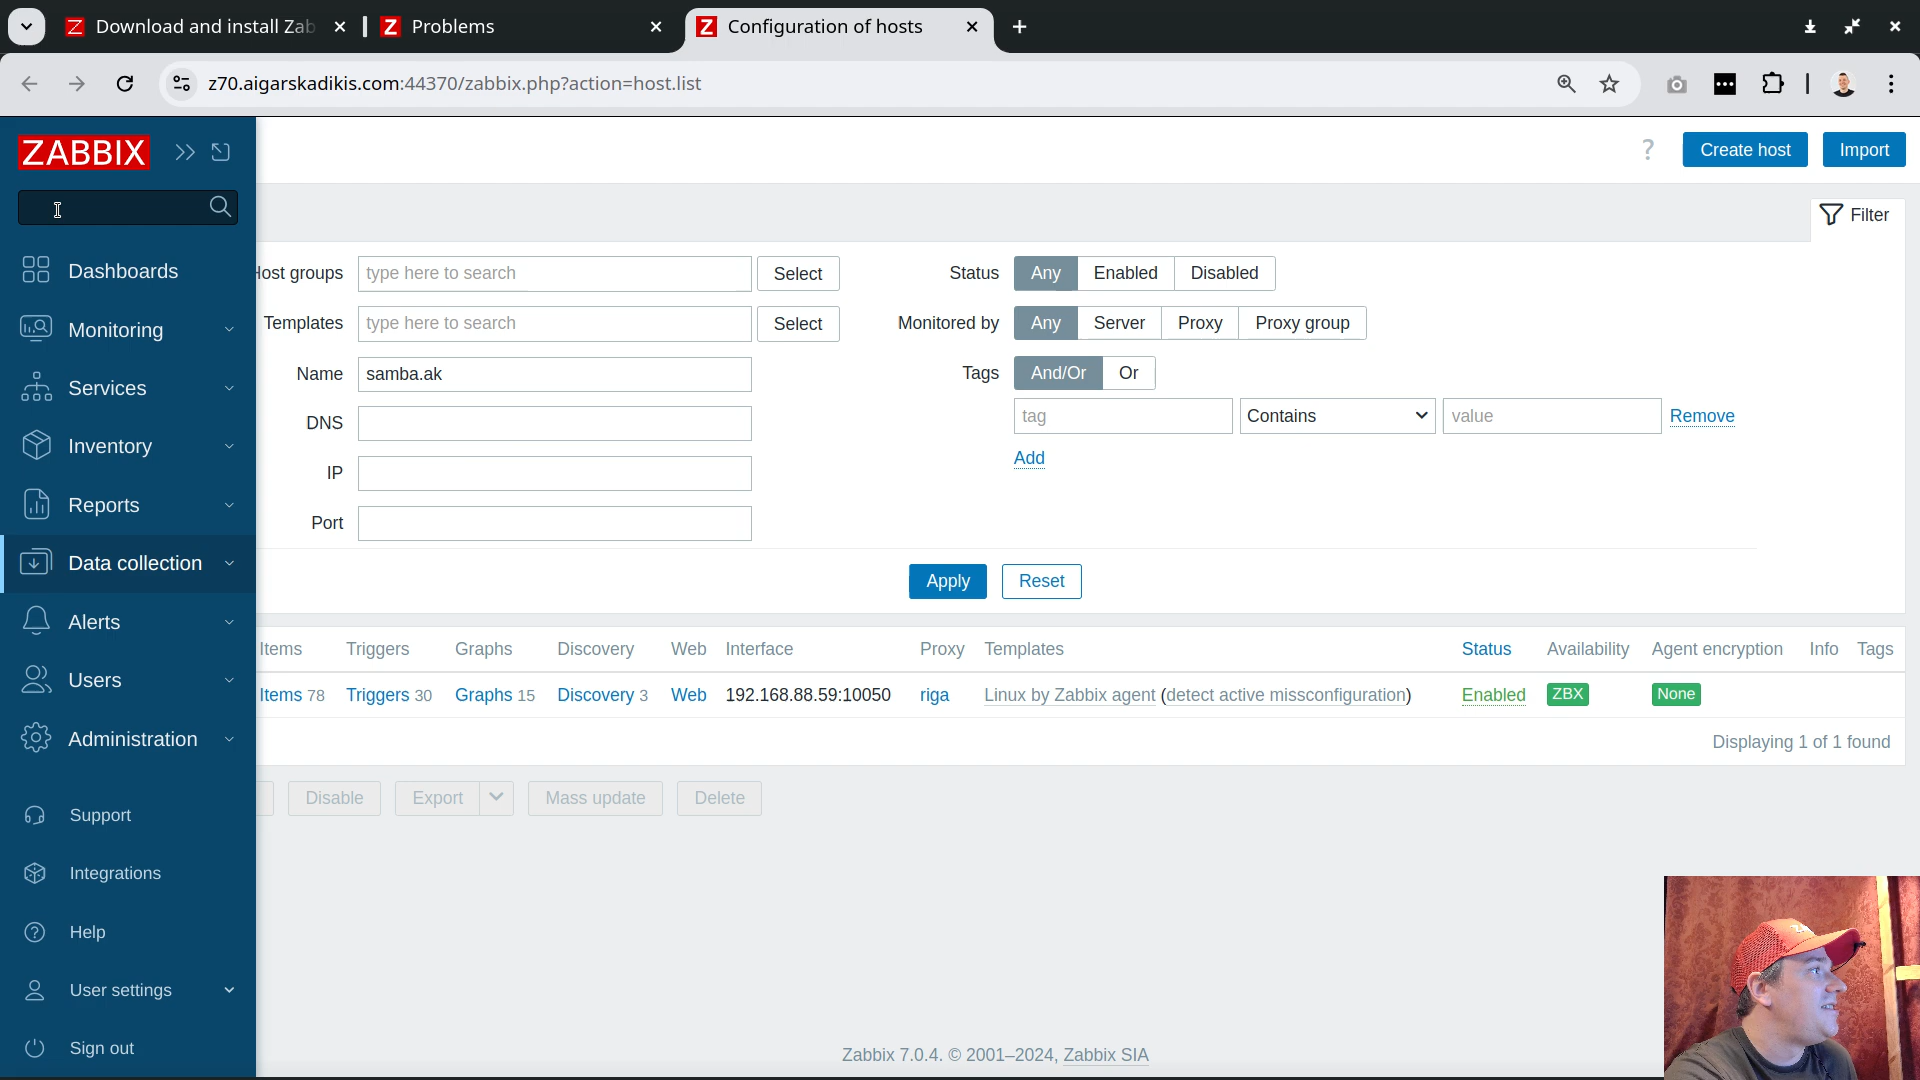 Download and install Zab
Problems
Configuration of hosts
z70.aigarskadikis.com:44370/zabbix.php?action=host.list
ZABBIX
Create host
Import
Filter
Dashboards
Monitoring
Services
Inventory
Reports
Data collection
Alerts
Users
Administration
Support
Integrations
Help
User settings
Sign out
Host groups type here to search Select
Templates type here to search Select
Name samba.ak
DNS
IP
Port
Status Any Enabled Disabled
Monitored by Any Server Proxy Proxy group
Tags And/Or Or
tag Contains value Remove
Add
Apply Reset
Items Triggers Graphs Discovery Web Interface Proxy Templates Status Availability Agent encryption Info Tags
Items 78 Triggers 30 Graphs 15 Discovery 3 Web 192.168.88.59:10050 riga Linux by Zabbix agent (detect active missconfiguration) Enabled ZBX None
Displaying 1 of 1 found
Disable Export Mass update Delete
Zabbix 7.0.4. © 2001–2024, Zabbix SIA